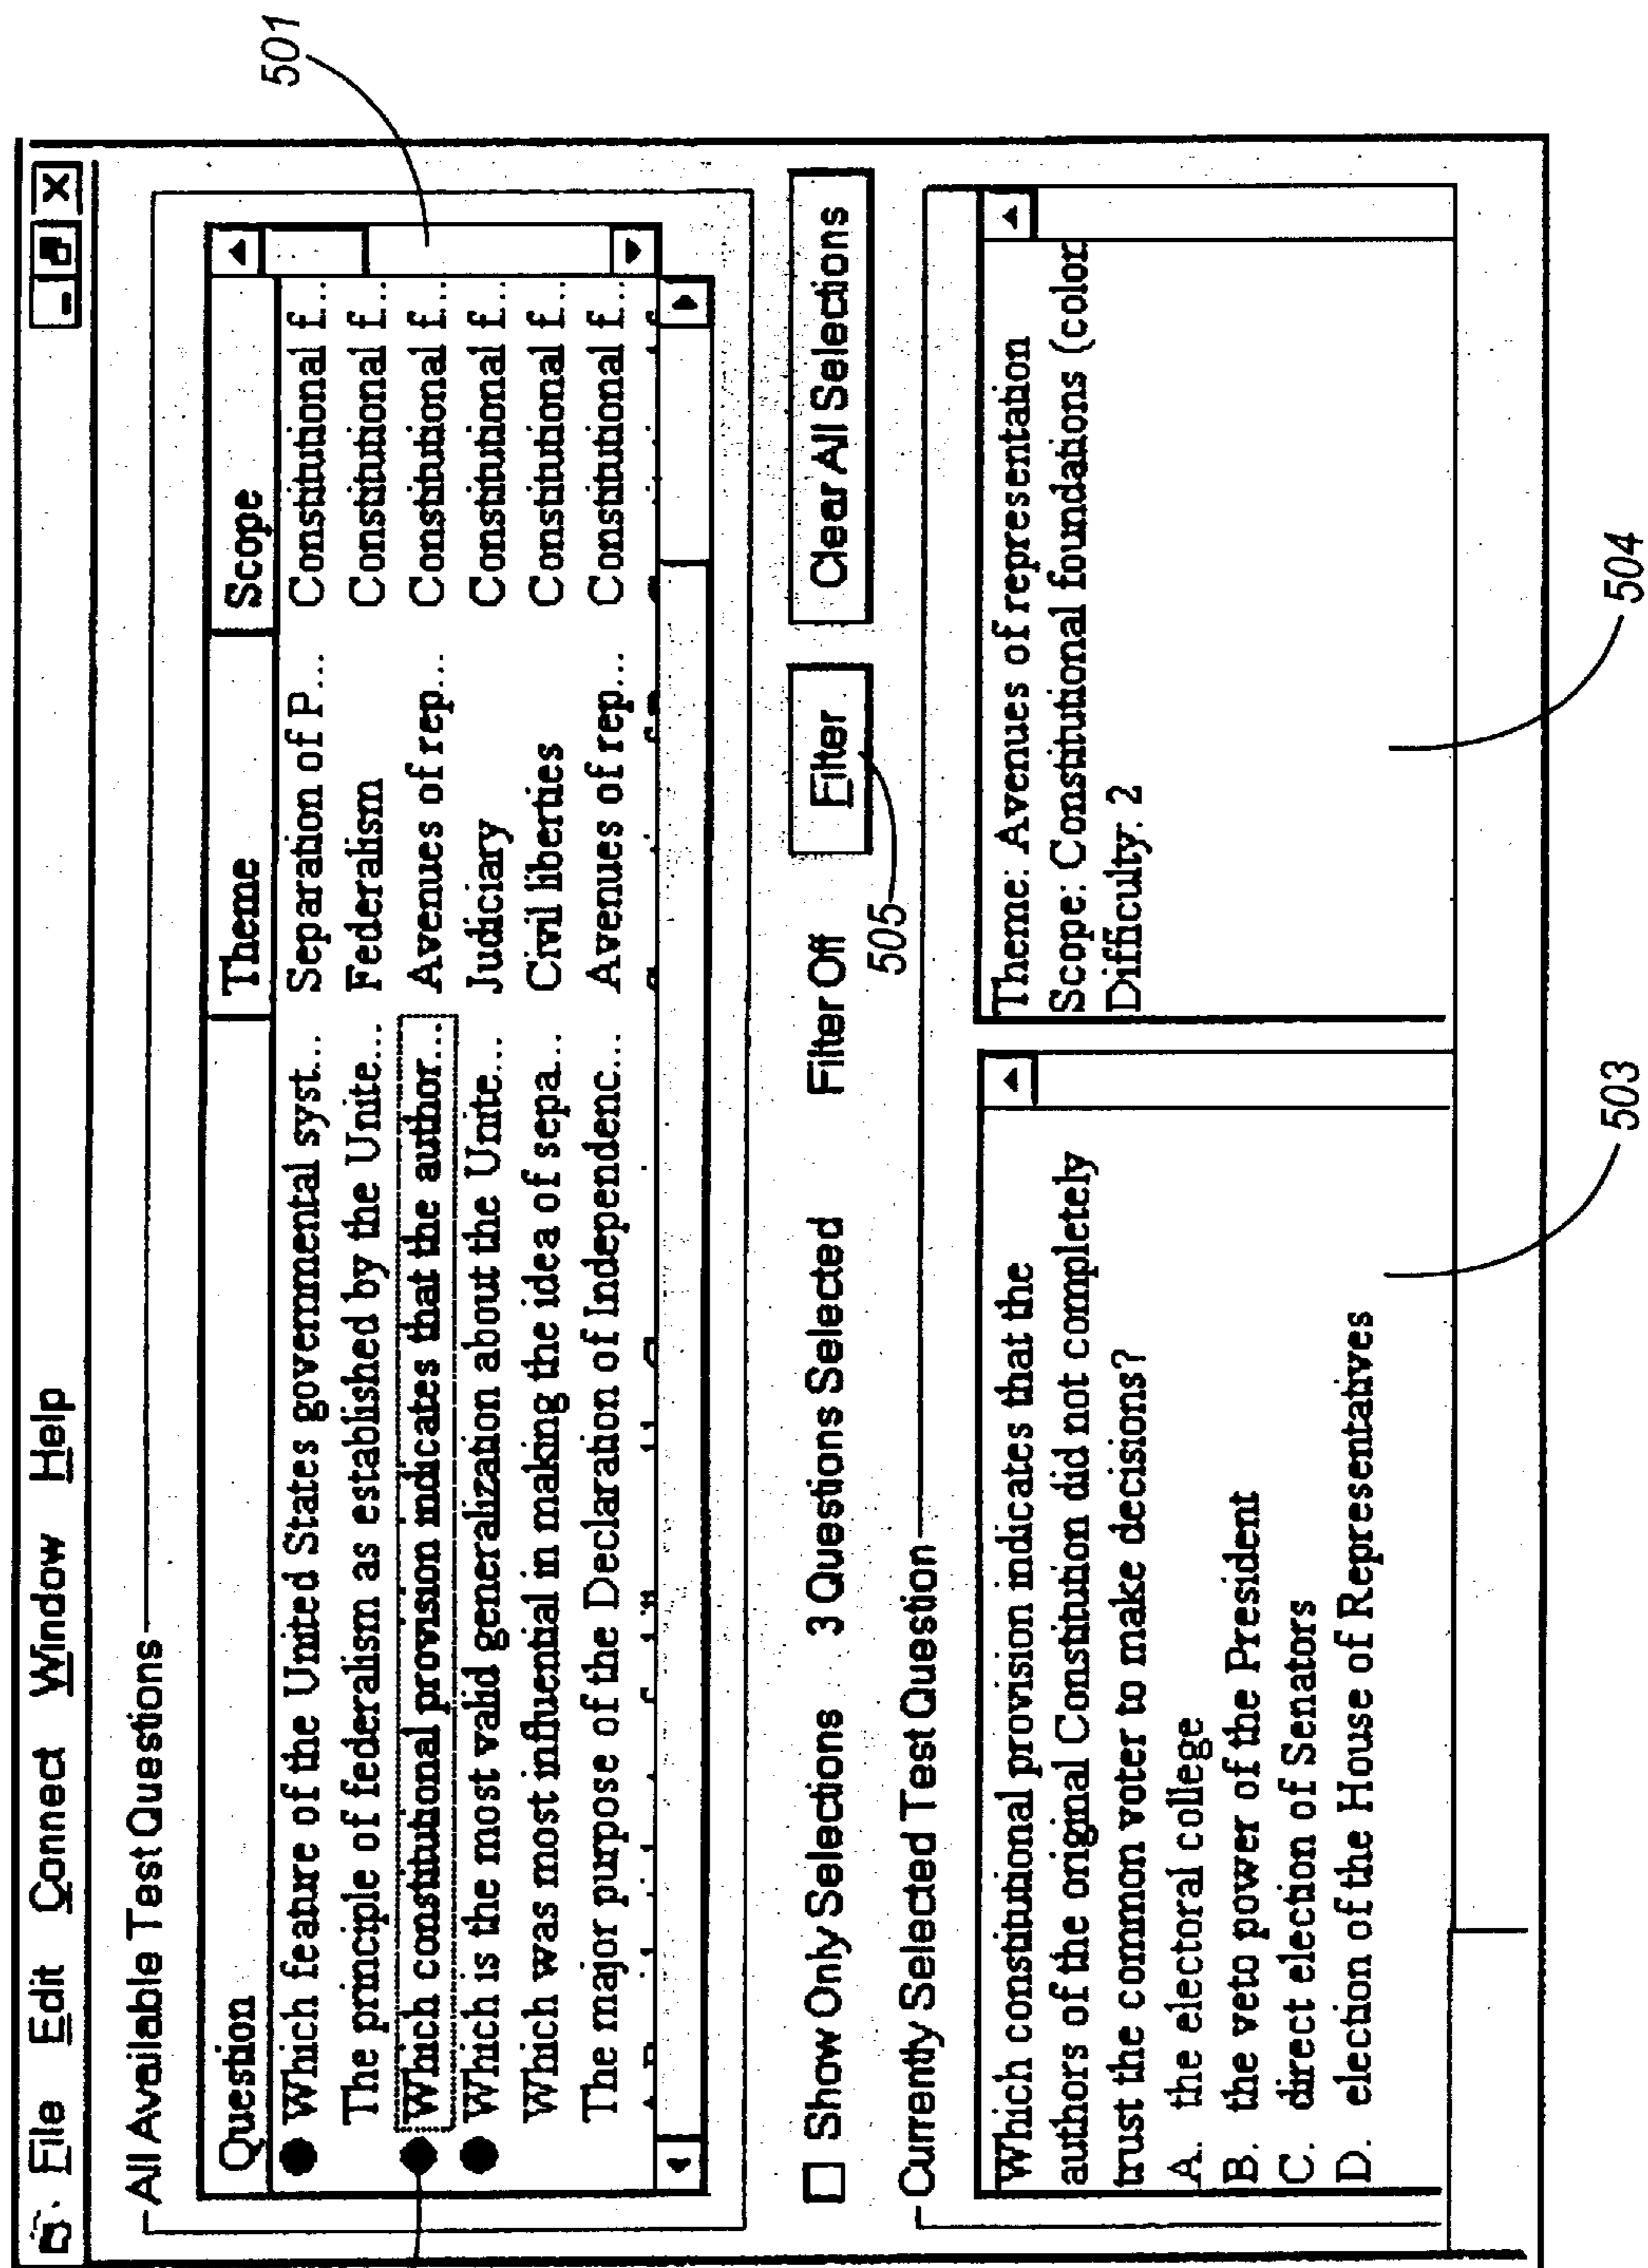 File Edit Connect Window Help
All Available Test Questions
Question Theme Scope
Which feature of the United States governmental syst... Separation of P... Constitutional f...
The principle of federalism as established by the Unite... Federalism Constitutional f...
Which constitutional provision indicates that the author... Avenues of rep... Constitutional f...
Which is the most valid generalization about the Unite... Judiciary Constitutional f...
Which was most influential in making the idea of sepa... Civil liberties Constitutional f...
The major purpose of the Declaration of Independenc... Avenues of rep... Constitutional f...
501
Show Only Selections 3 Questions Selected Filter Off Filter Clear All Selections
505
Currently Selected Test Question
Which constitutional provision indicates that the
authors of the original Constitution did not completely
trust the common voter to make decisions?
A. the electoral college
B. the veto power of the President
C. direct election of Senators
D. election of the House of Representatives
Theme: Avenues of representation
Scope: Constitutional foundations (color
Difficulty: 2
503
504